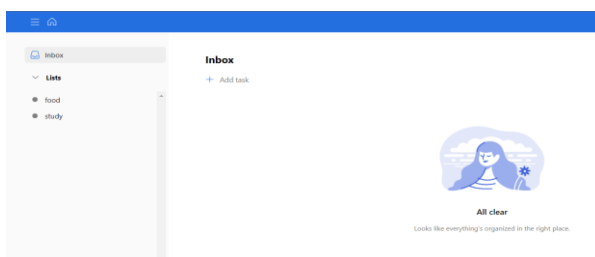 Inbox
Lists
food
study
Inbox
+ Add task
All clear
Looks like everything's organized in the right place.